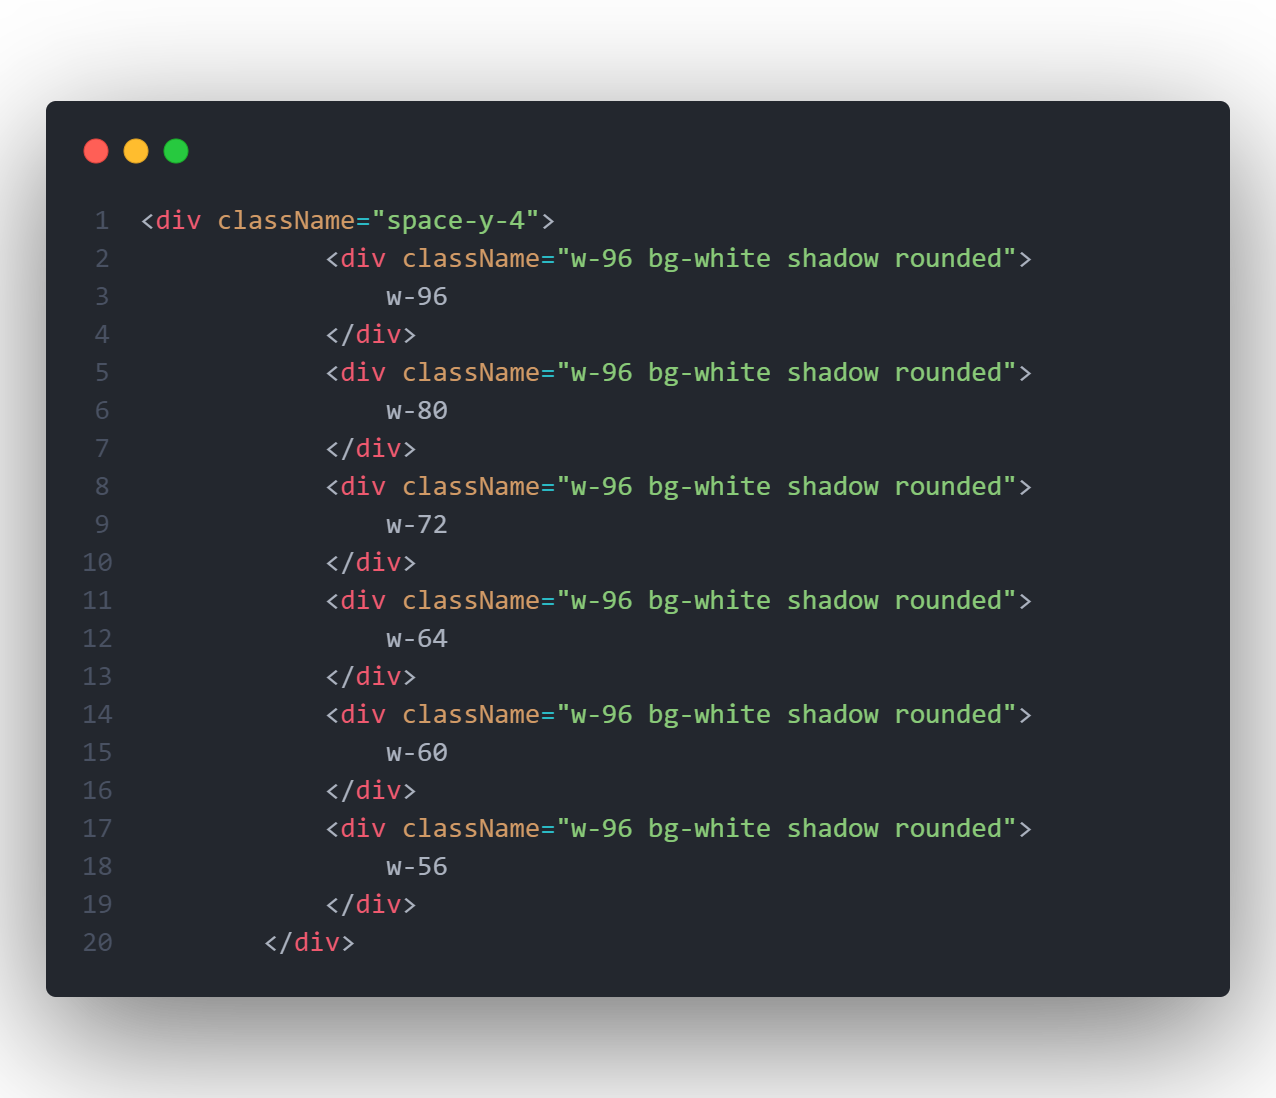 1 <div className="space-y-4">
2             <div className="w-96 bg-white shadow rounded">
3                 w-96
4             </div>
5             <div className="w-96 bg-white shadow rounded">
6                 w-80
7             </div>
8             <div className="w-96 bg-white shadow rounded">
9                 w-72
10             </div>
11             <div className="w-96 bg-white shadow rounded">
12                 w-64
13             </div>
14             <div className="w-96 bg-white shadow rounded">
15                 w-60
16             </div>
17             <div className="w-96 bg-white shadow rounded">
18                 w-56
19             </div>
20         </div>